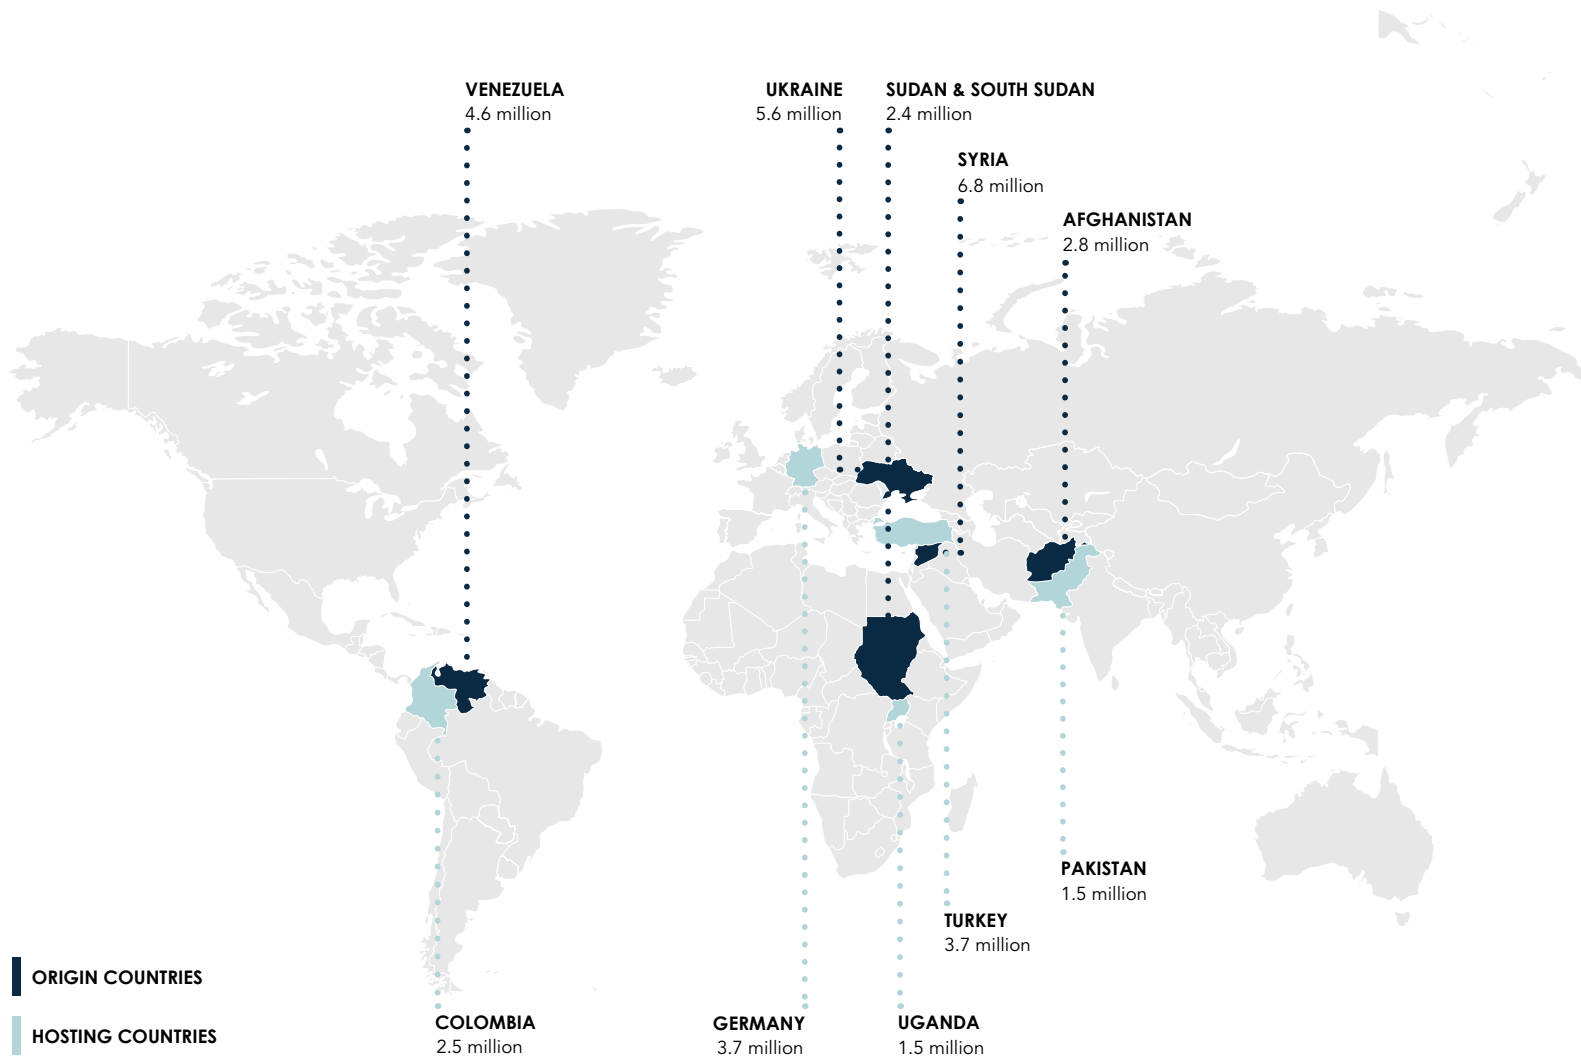 VENEZUELA
4.6 million
UKRAINE
5.6 million
SUDAN & SOUTH SUDAN
2.4 million
SYRIA
6.8 million
AFGHANISTAN
2.8 million
PAKISTAN
1.5 million
TURKEY
3.7 million
ORIGIN COUNTRIES
HOSTING COUNTRIES
COLOMBIA
2.5 million
GERMANY
3.7 million
UGANDA
1.5 million